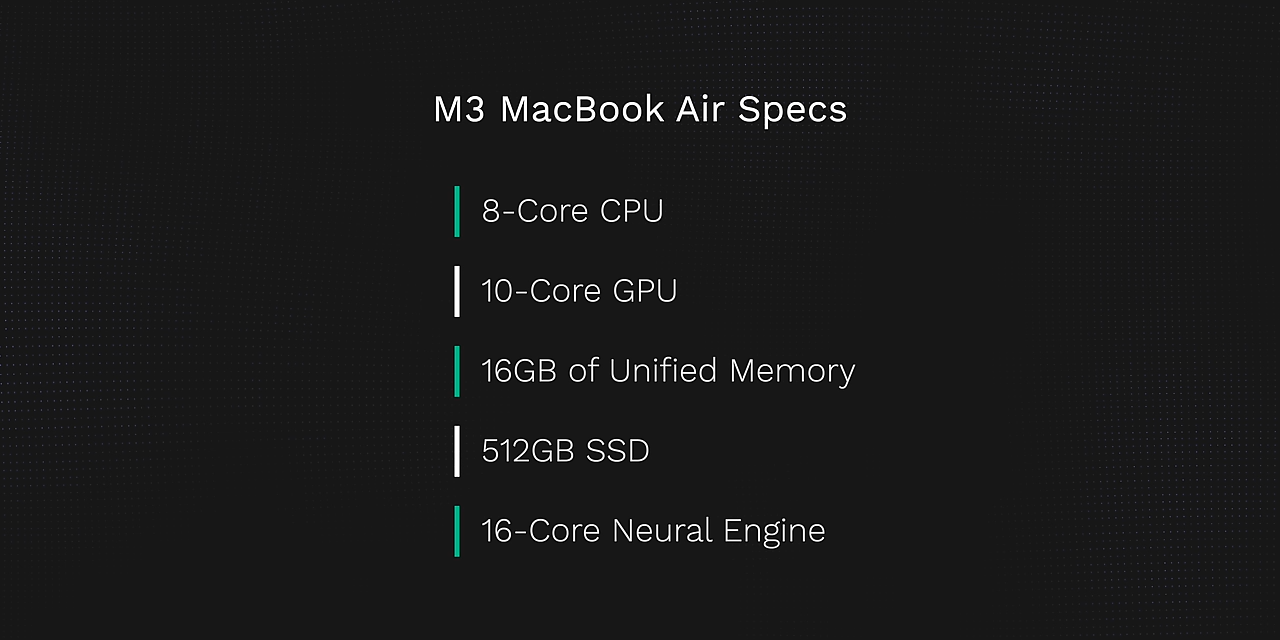 M3 MacBook Air Specs
8-Core CPU
10-Core GPU
16GB of Unified Memory
512GB SSD
16-Core Neural Engine